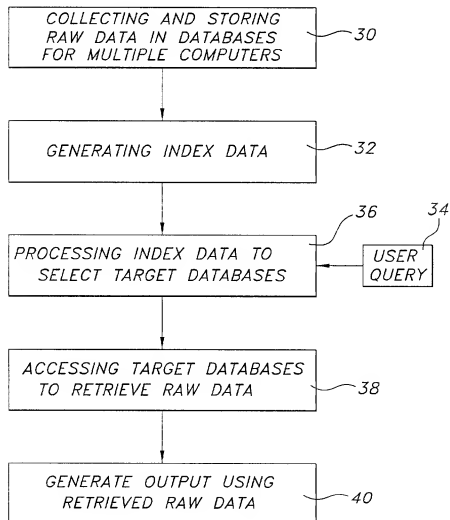 COLLECTING AND STORING
RAW DATA IN DATABASES
FOR MULTIPLE COMPUTERS
30
GENERATING INDEX DATA
32
36
34
PROCESSING INDEX DATA TO
SELECT TARGET DATABASES
USER
QUERY
ACCESSING TARGET DATABASES
TO RETRIEVE RAW DATA
38
GENERATE OUTPUT USING
RETRIEVED RAW DATA
40